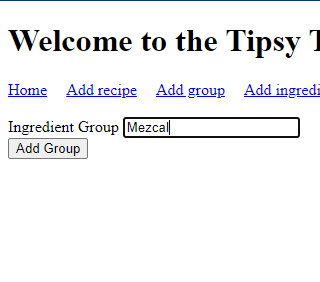 Welcome to the Tipsy
Home Add recipe Add group Add ingredi
Ingredient Group Mezcal
Add Group